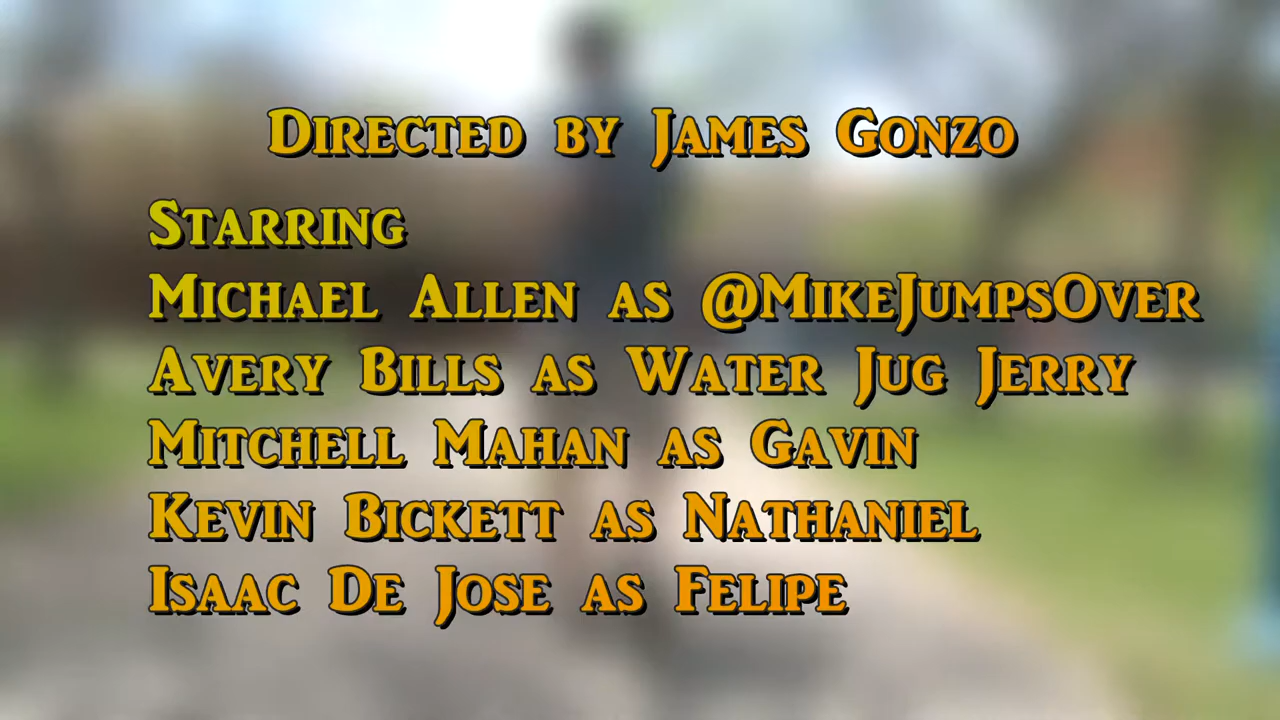 Directed by James Gonzo
Starring
Michael Allen as @MikeJumpsOver
Avery Bills as Water Jug Jerry
Mitchell Mahan as Gavin
Kevin Bickett as Nathaniel
Isaac De Jose as Felipe